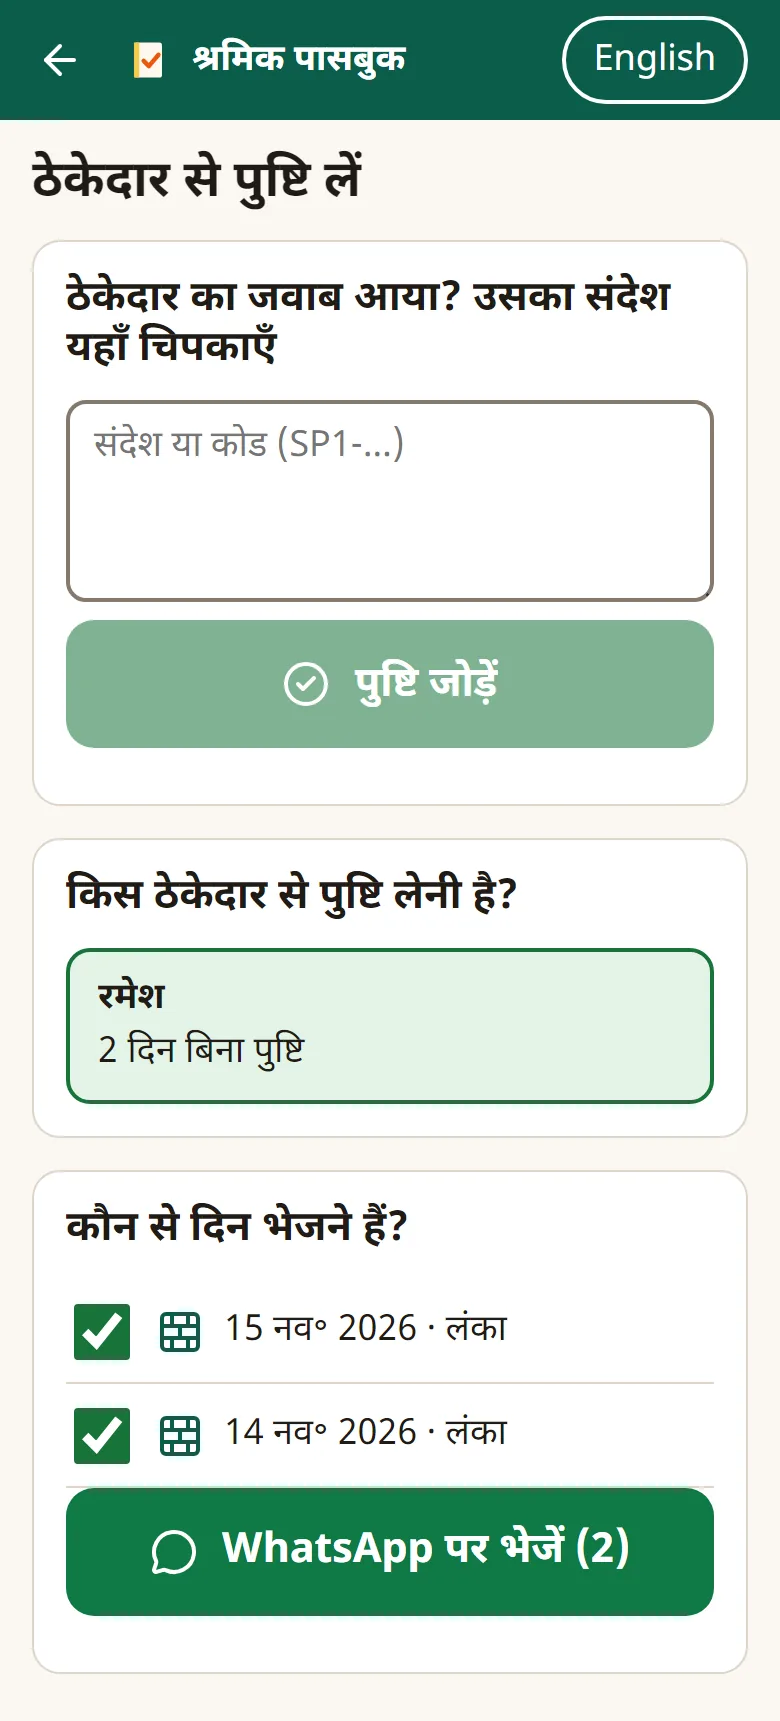 श्रमिक पासबुक
English
ठेकेदार से पुष्टि लें
ठेकेदार का जवाब आया? उसका संदेश
यहाँ चिपकाएँ
संदेश या कोड (SP1-...)
पुष्टि जोड़ें
किस ठेकेदार से पुष्टि लेनी है?
रमेश
2 दिन बिना पुष्टि
कौन से दिन भेजने हैं?
15 नव॰ 2026 · लंका
14 नव॰ 2026 · लंका
WhatsApp पर भेजें (2)